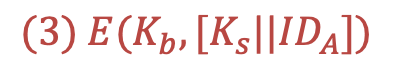 (3) E(K_b, [K_s||ID_A])